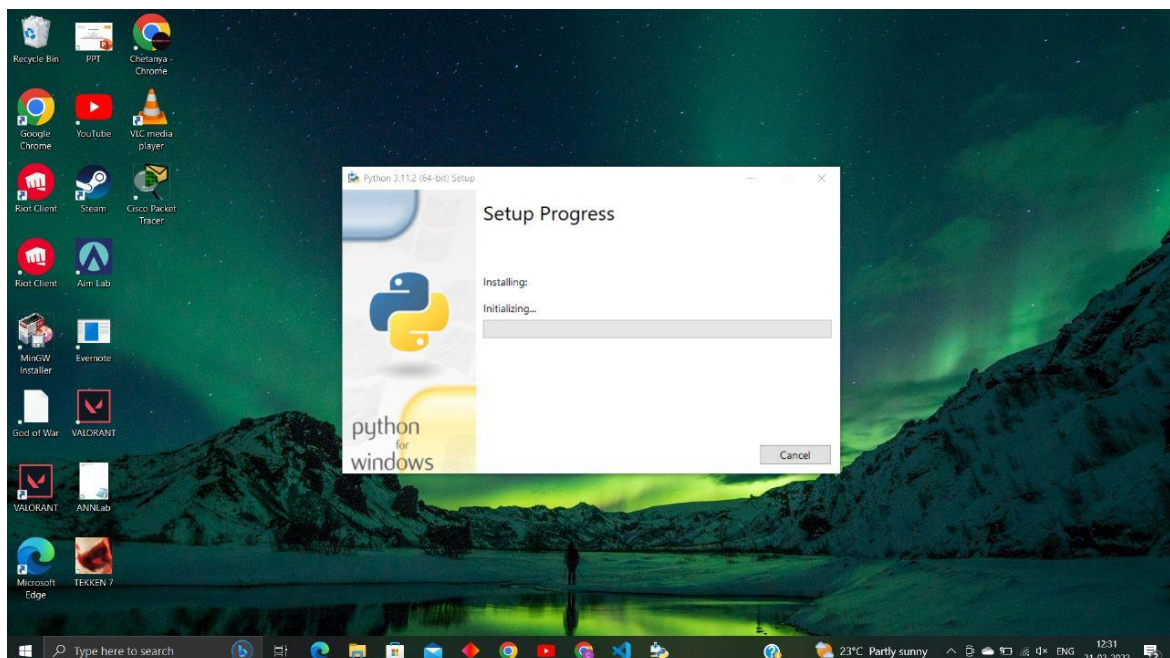 Recycle Bin
PPT
Chetanya -
Chrome
Google
Chrome
YouTube
VLC media
player
Riot Client
Steam
Cisco Packet
Tracer
Riot Client
Aim Lab
MinGW
Installer
Evernote
God of War
VALORANT
VALORANT
ANNLab
Microsoft
Edge
TEKKEN 7
Python 3.11.2 (64-bit) Setup
Setup Progress
Installing:
Initializing...
python
for
windows
Cancel
Type here to search
23°C Partly sunny
ENG
12:31
21-03-2023